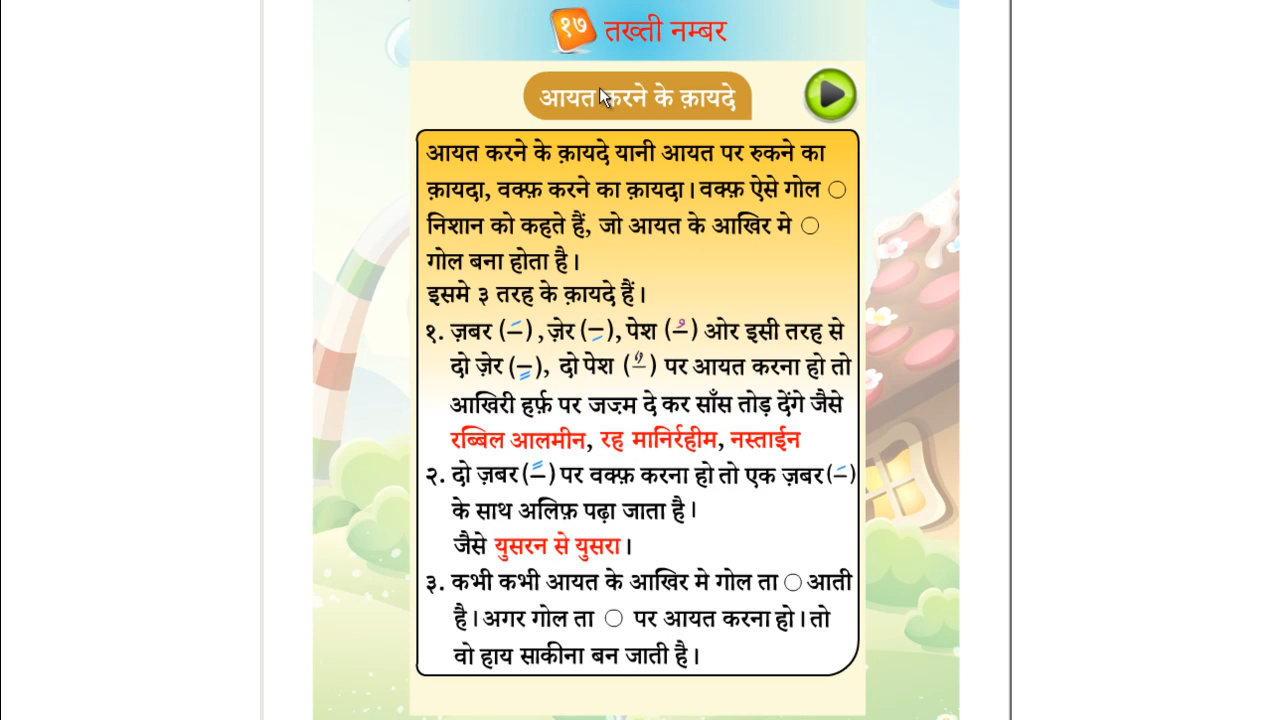 १७ तख्ती नम्बर
आयत करने के क़ायदे
आयत करने के क़ायदे यानी आयत पर रुकने का
क़ायदा, वक्फ़ करने का क़ायदा। वक्फ़ ऐसे गोल ○
निशान को कहते हैं, जो आयत के आखिर मे ○
गोल बना होता है।
इसमे ३ तरह के क़ायदे हैं।
१. ज़बर (َ–) ,ज़ेर (–ِ), पेश (–ُ) ओर इसी तरह से
दो ज़ेर (–ٍ), दो पेश (–ٌ) पर आयत करना हो तो
आखिरी हर्फ़ पर जज़्म दे कर साँस तोड़ देंगे जैसे
रब्बिल आलमीन, रह मानिर्रहीम, नस्ताईन
२. दो ज़बर (–ً) पर वक्फ़ करना हो तो एक ज़बर (–َ)
के साथ अलिफ़ पढ़ा जाता है।
जैसे युसरन से युसरा।
३. कभी कभी आयत के आखिर मे गोल ता ○ आती
है। अगर गोल ता ○ पर आयत करना हो। तो
वो हाय साकीना बन जाती है।